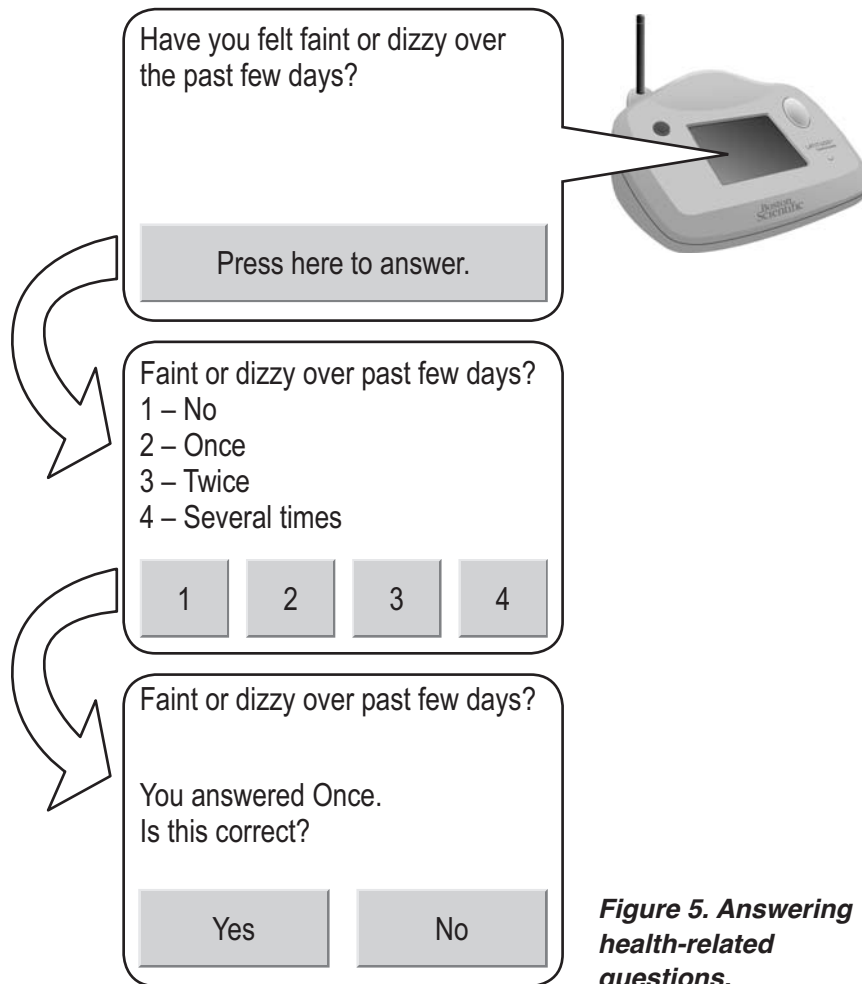 Have you felt faint or dizzy over
the past few days?
Press here to answer.
Boston
Scientific
Faint or dizzy over past few days?
1 – No
2 – Once
3 – Twice
4 – Several times
1 2 3 4
Faint or dizzy over past few days?
You answered Once.
Is this correct?
Yes No
Figure 5. Answering
health-related
questions.